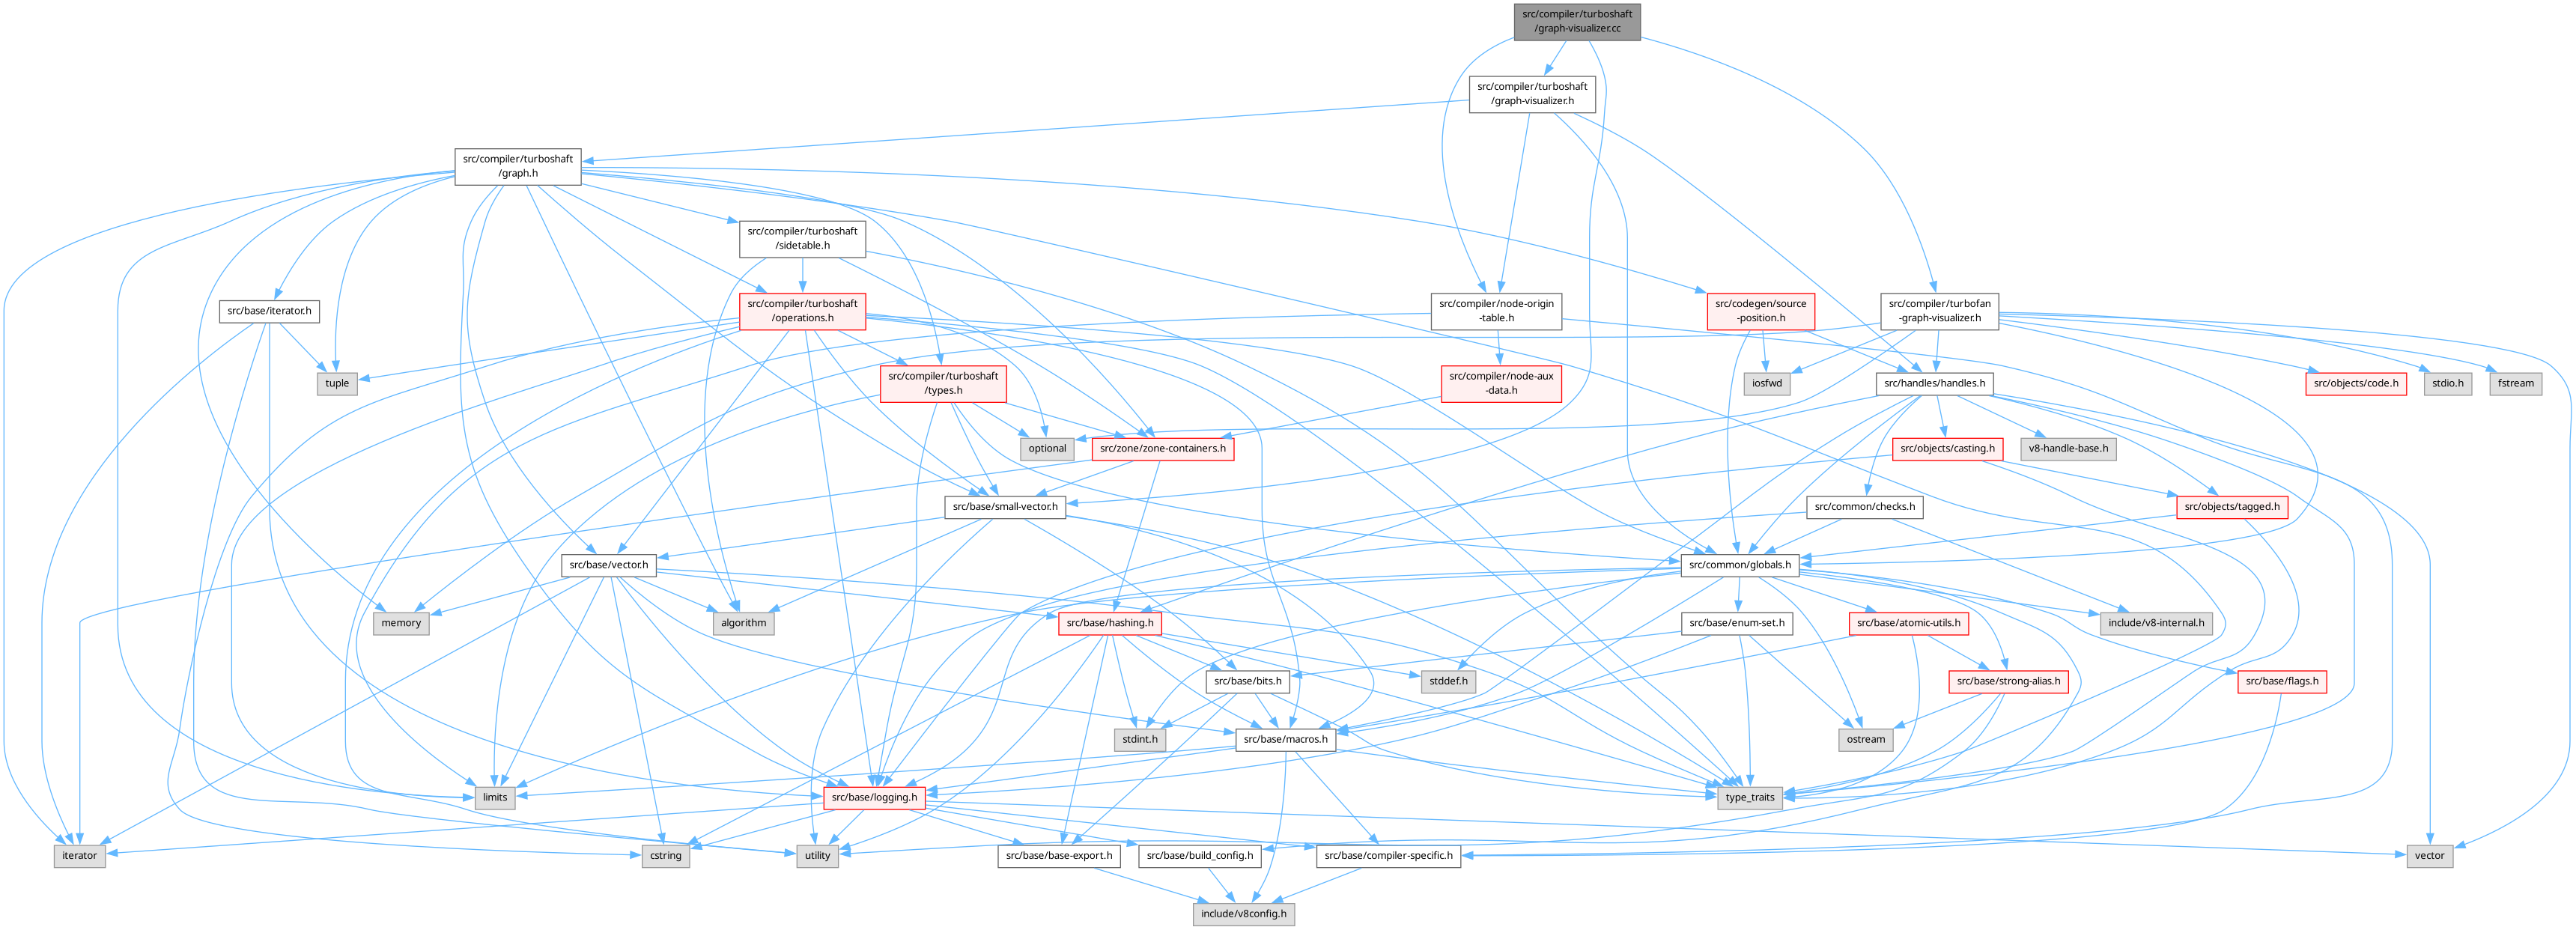 src/compiler/turboshaft
/graph-visualizer.cc
src/compiler/turboshaft
/graph-visualizer.h
src/compiler/turboshaft
/graph.h
src/compiler/turboshaft
/sidetable.h
src/base/iterator.h
src/compiler/turboshaft
/operations.h
src/compiler/node-origin
-table.h
src/codegen/source
-position.h
src/compiler/turbofan
-graph-visualizer.h
tuple
src/compiler/turboshaft
/types.h
src/compiler/node-aux
-data.h
iosfwd
src/handles/handles.h
src/objects/code.h
stdio.h
fstream
optional
src/zone/zone-containers.h
src/objects/casting.h
v8-handle-base.h
src/base/small-vector.h
src/common/checks.h
src/objects/tagged.h
src/base/vector.h
src/common/globals.h
memory
algorithm
src/base/hashing.h
src/base/enum-set.h
src/base/atomic-utils.h
include/v8-internal.h
src/base/bits.h
stddef.h
src/base/strong-alias.h
src/base/flags.h
stdint.h
src/base/macros.h
ostream
limits
src/base/logging.h
type_traits
iterator
cstring
utility
src/base/base-export.h
src/base/build_config.h
src/base/compiler-specific.h
vector
include/v8config.h